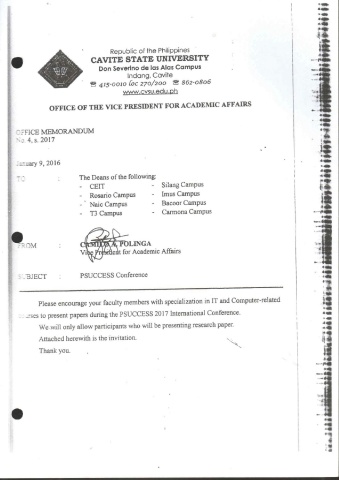 Republic of the Philippines
CAVITE STATE UNIVERSITY
Don Severino de las Alas Campus
Indang, Cavite
☎ 415-0010 loc 270/200 ☏ 862-0806
www.cvsu.edu.ph
OFFICE OF THE VICE PRESIDENT FOR ACADEMIC AFFAIRS
OFFICE MEMORANDUM
No. 4, s. 2017
January 9, 2016
TO : The Deans of the following:
- CEIT - Silang Campus
- Rosario Campus - Imus Campus
- Naic Campus - Bacoor Campus
- T3 Campus - Carmona Campus
FROM : CAMILO A. POLINGA
Vice President for Academic Affairs
SUBJECT : PSUCCESS Conference
Please encourage your faculty members with specialization in IT and Computer-related
courses to present papers during the PSUCCESS 2017 International Conference.
We will only allow participants who will be presenting research paper.
Attached herewith is the invitation.
Thank you.